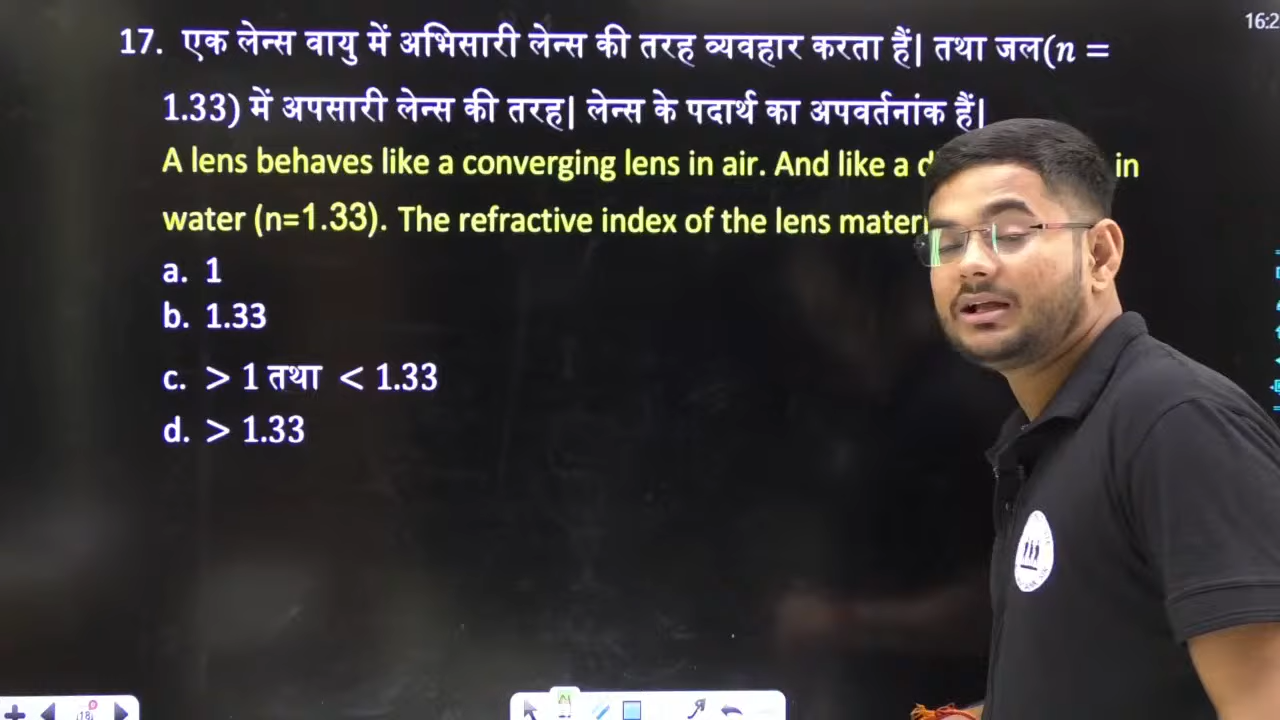 16:2
17. एक लेन्स वायु में अभिसारी लेन्स की तरह व्यवहार करता हैं| तथा जल(n =
1.33) में अपसारी लेन्स की तरह| लेन्स के पदार्थ का अपवर्तनांक हैं|
A lens behaves like a converging lens in air. And like a in
water (n=1.33). The refractive index of the lens
a. 1
b. 1.33
c. > 1 तथा < 1.33
d. > 1.33
18